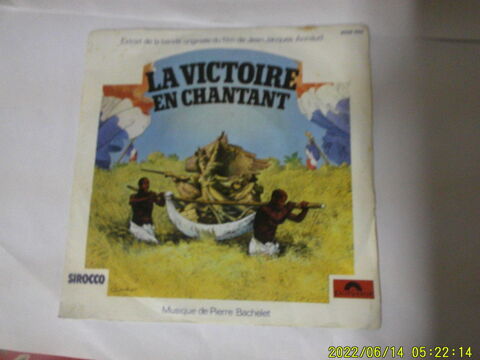 Extrait de la bande originale du film de Jean-Jacques Annaud
LA VICTOIRE
EN CHANTANT
SIROCCO
Musique de Pierre Bachelet
2022/06/14 05:22:14